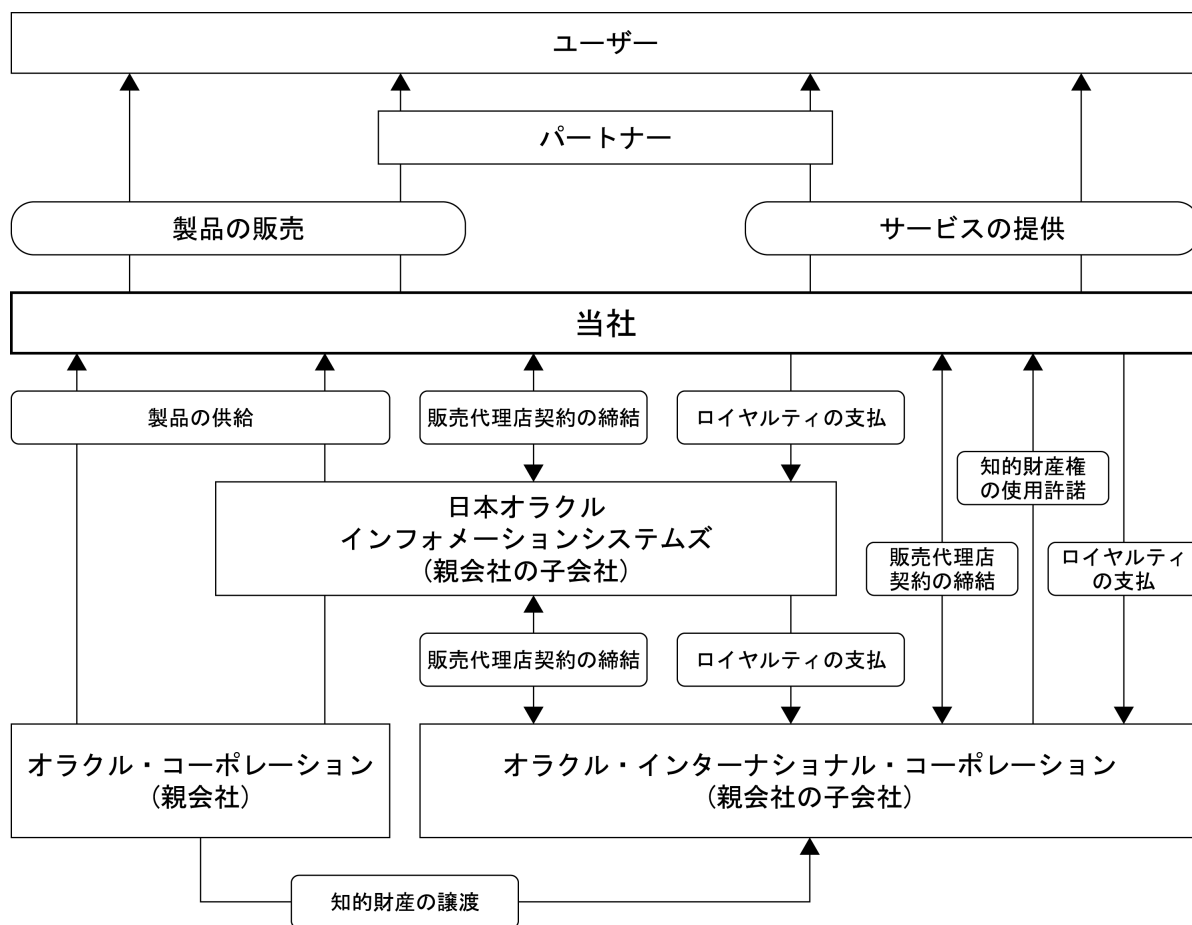 ユーザー
パートナー
製品の販売
サービスの提供
当社
製品の供給
販売代理店契約の締結
ロイヤルティの支払
知的財産権
の使用許諾
日本オラクル
インフォメーションシステムズ
（親会社の子会社）
販売代理店
契約の締結
ロイヤルティ
の支払
販売代理店契約の締結
ロイヤルティの支払
オラクル・コーポレーション
（親会社）
オラクル・インターナショナル・コーポレーション
（親会社の子会社）
知的財産の譲渡